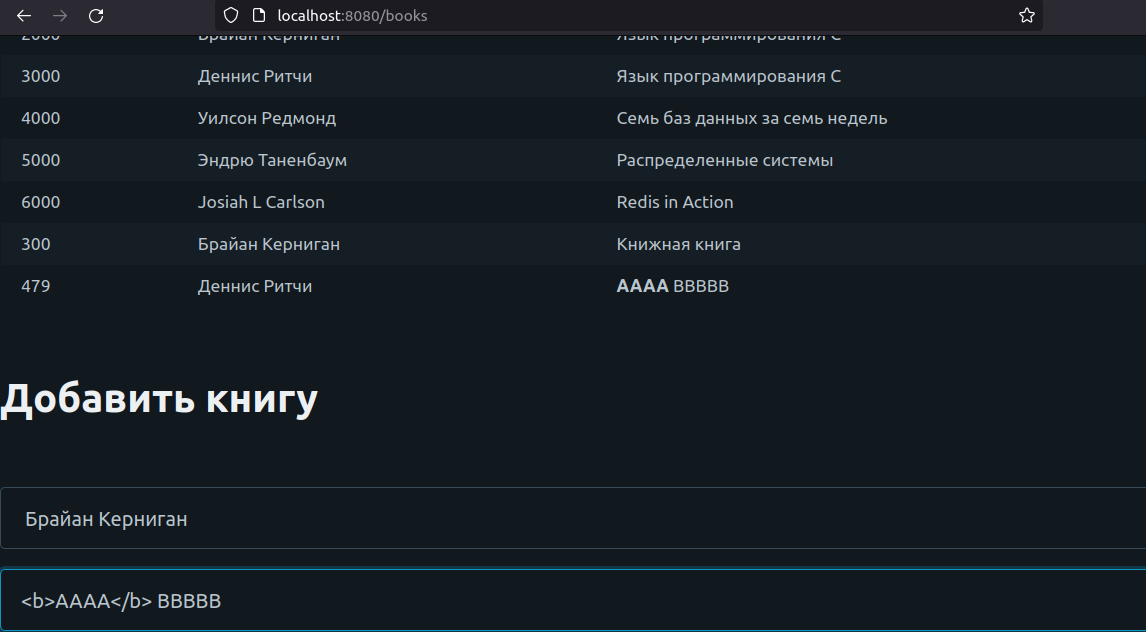 localhost:8080/books
2000 Брайан Керниган Язык программирования C
3000 Деннис Ритчи Язык программирования C
4000 Уилсон Редмонд Семь баз данных за семь недель
5000 Эндрю Таненбаум Распределенные системы
6000 Josiah L Carlson Redis in Action
300 Брайан Керниган Книжная книга
479 Деннис Ритчи AAAA BBBBB
Добавить книгу
Брайан Керниган
<b>AAAA</b> BBBBB